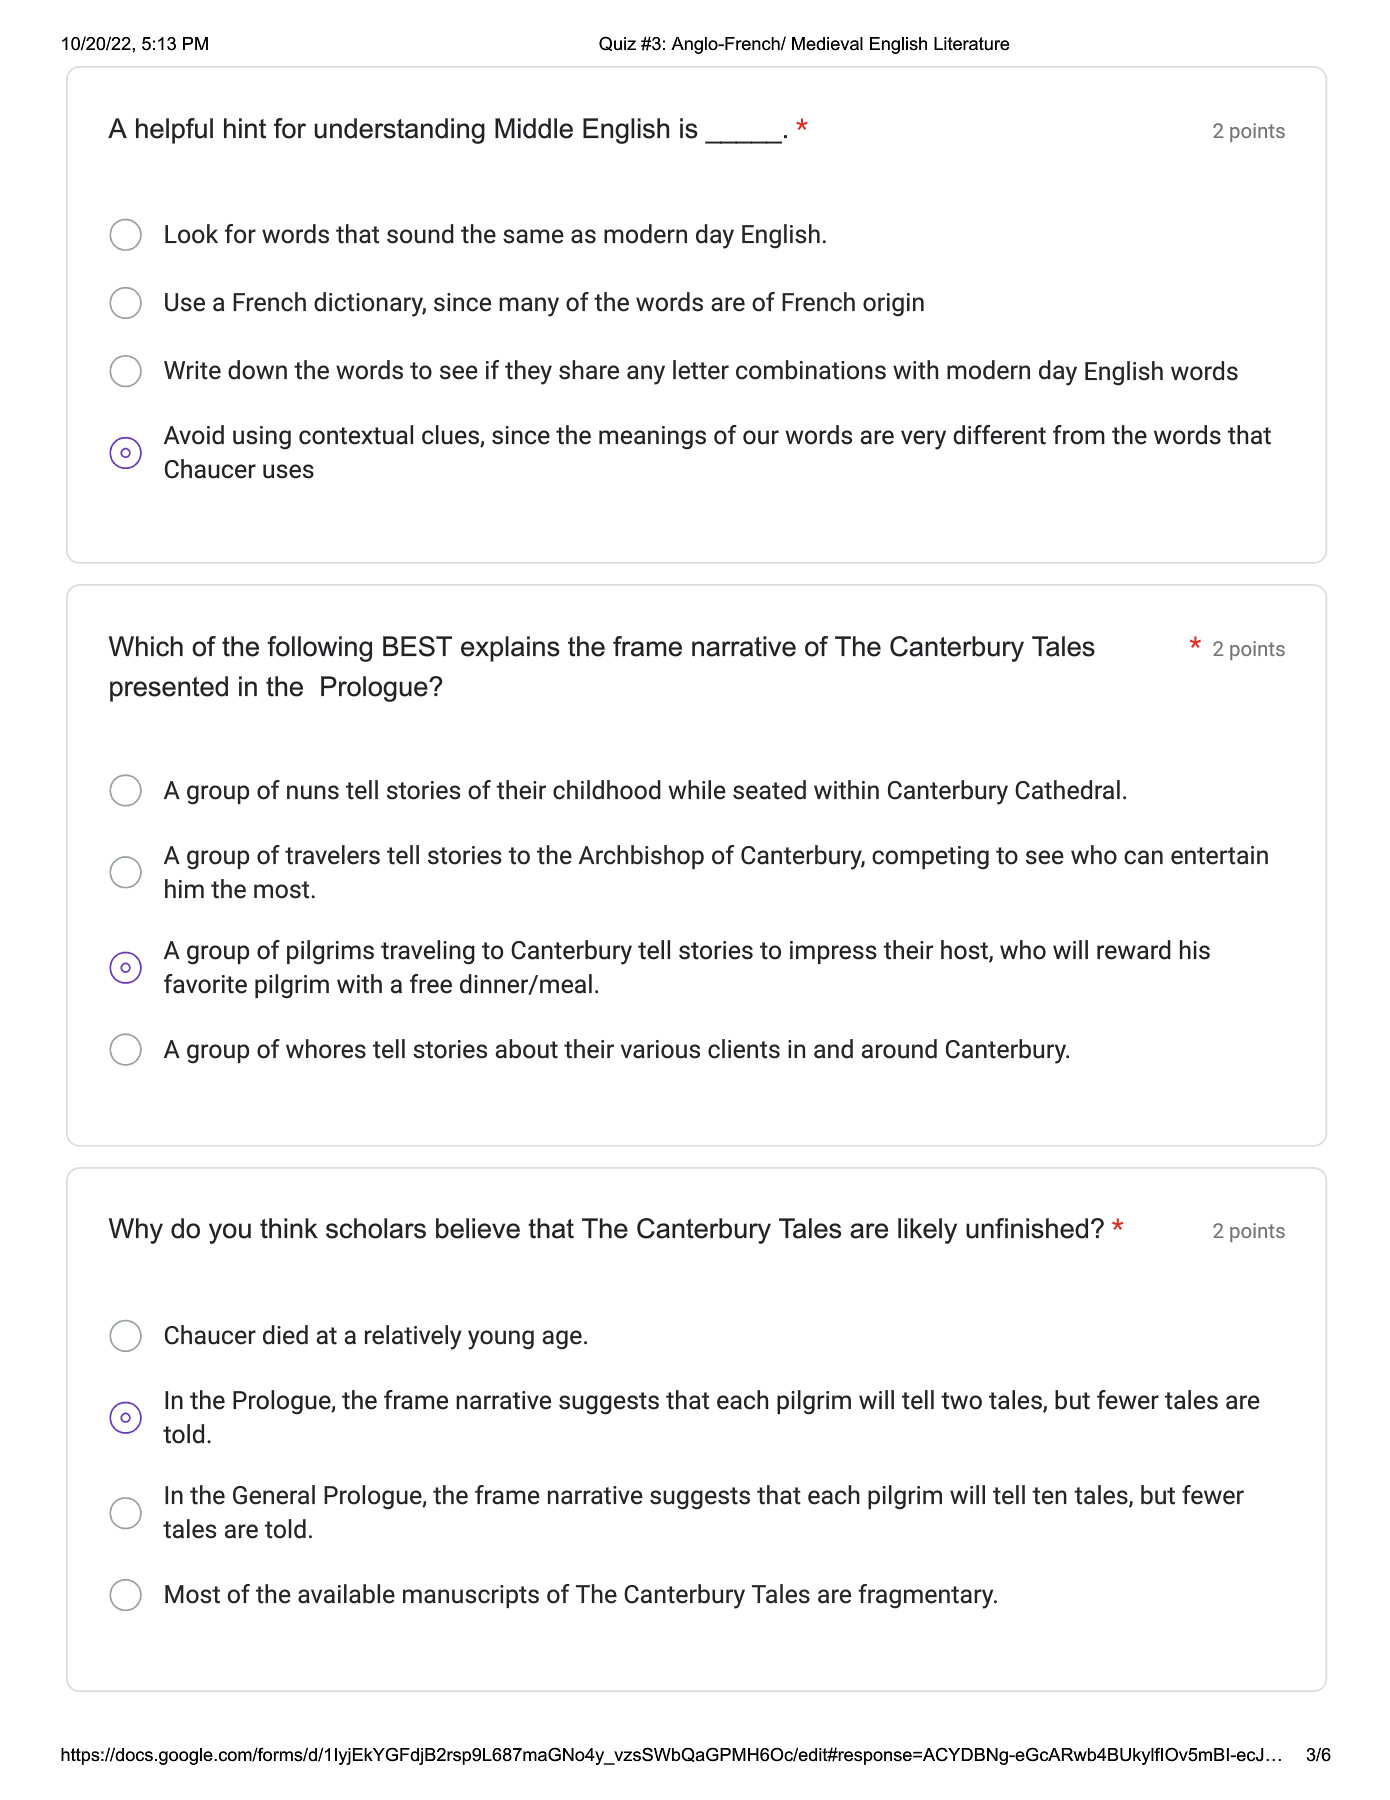 10/20/22, 5:13 PM
Quiz #3: Anglo-French/ Medieval English Literature
A helpful hint for understanding Middle English is _____. *
2 points
Look for words that sound the same as modern day English.
Use a French dictionary, since many of the words are of French origin
Write down the words to see if they share any letter combinations with modern day English words
Avoid using contextual clues, since the meanings of our words are very different from the words that
Chaucer uses
Which of the following BEST explains the frame narrative of The Canterbury Tales
* 2 points
presented in the  Prologue?
A group of nuns tell stories of their childhood while seated within Canterbury Cathedral.
A group of travelers tell stories to the Archbishop of Canterbury, competing to see who can entertain
him the most.
A group of pilgrims traveling to Canterbury tell stories to impress their host, who will reward his
favorite pilgrim with a free dinner/meal.
A group of whores tell stories about their various clients in and around Canterbury.
Why do you think scholars believe that The Canterbury Tales are likely unfinished? *
2 points
Chaucer died at a relatively young age.
In the Prologue, the frame narrative suggests that each pilgrim will tell two tales, but fewer tales are
told.
In the General Prologue, the frame narrative suggests that each pilgrim will tell ten tales, but fewer
tales are told.
Most of the available manuscripts of The Canterbury Tales are fragmentary.
https://docs.google.com/forms/d/1IyjEkYGFdjB2rsp9L687maGNo4y_vzsSWbQaGPMH6Oc/edit#response=ACYDBNg-eGcARwb4BUkylfIOv5mBI-ecJ…
3/6